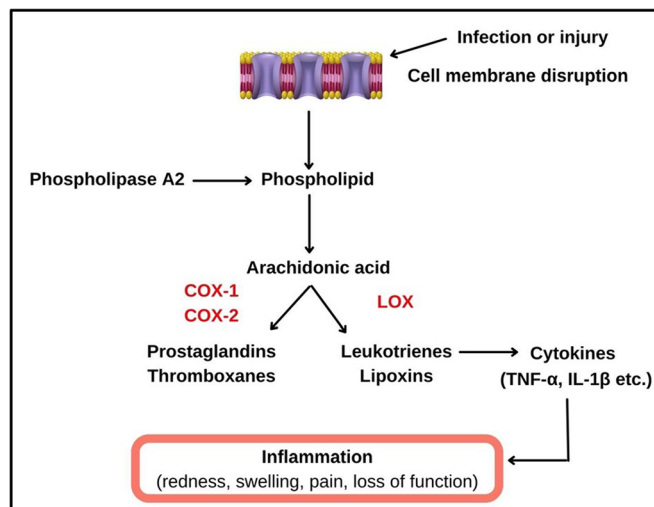 Infection or injury
Cell membrane disruption
Phospholipase A2
Phospholipid
Arachidonic acid
COX-1
COX-2
LOX
Prostaglandins
Thromboxanes
Leukotrienes
Lipoxins
Cytokines
(TNF-α, IL-1β etc.)
Inflammation
(redness, swelling, pain, loss of function)